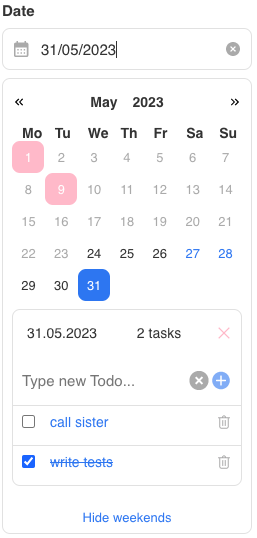 Date
31/05/2023
« May 2023 »
Mo Tu We Th Fr Sa Su
1 2 3 4 5 6 7
8 9 10 11 12 13 14
15 16 17 18 19 20 21
22 23 24 25 26 27 28
29 30 31
31.05.2023 2 tasks
Type new Todo...
call sister
write tests
Hide weekends